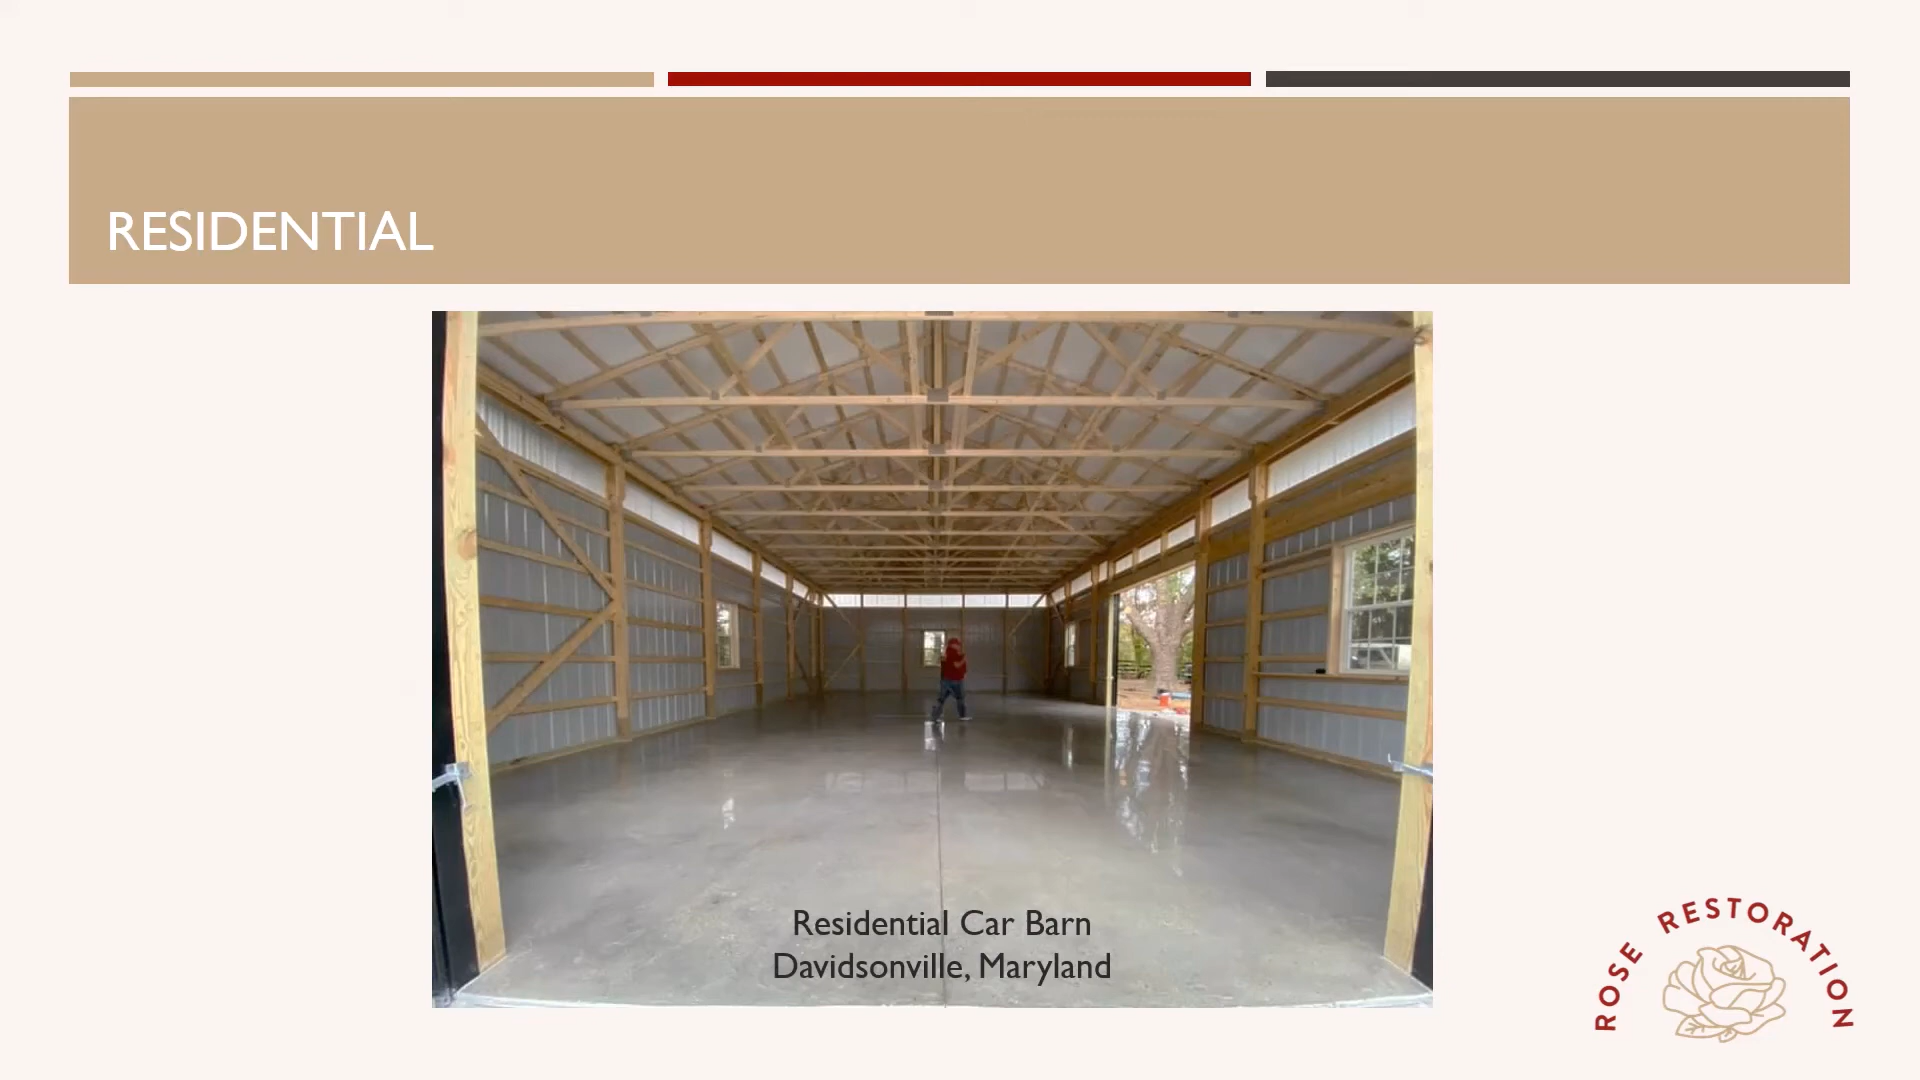 RESIDENTIAL
Residential Car Barn
Davidsonville, Maryland
ROSE RESTORATION